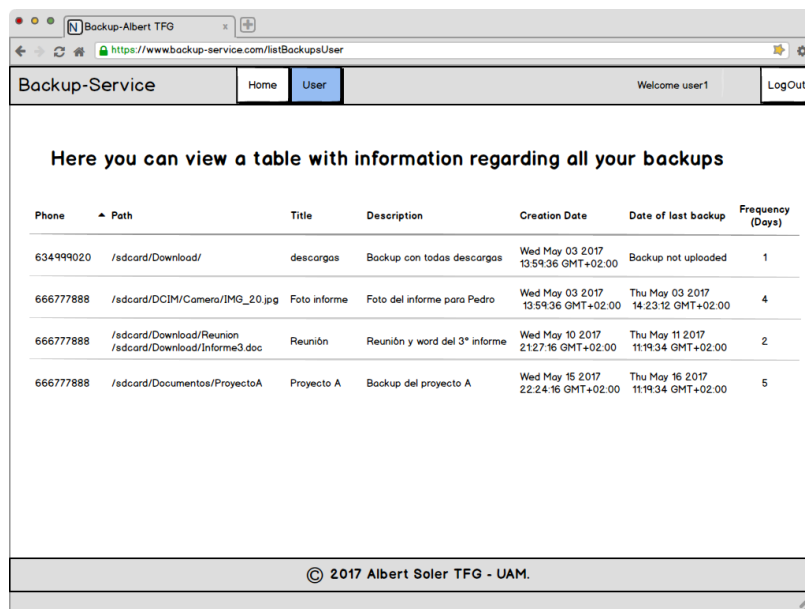 Backup-Albert TFG x
https://www.backup-service.com/listBackupsUser
Backup-Service Home User Welcome user1 LogOut
Here you can view a table with information regarding all your backups
Phone Path Title Description Creation Date Date of last backup Frequency
(Days)
634999020 /sdcard/Download/ descargas Backup con todas descargas Wed May 03 2017 Backup not uploaded 1
13:59:36 GMT+02:00
666777888 /sdcard/DCIM/Camera/IMG_20.jpg Foto informe Foto del informe para Pedro Wed May 03 2017 Thu May 03 2017 4
13:59:36 GMT+02:00 14:23:12 GMT+02:00
666777888 /sdcard/Download/Reunion Reunión Reunión y word del 3º informe Wed May 10 2017 Thu May 11 2017 2
/sdcard/Download/Informe3.doc 21:27:16 GMT+02:00 11:19:34 GMT+02:00
666777888 /sdcard/Documentos/ProyectoA Proyecto A Backup del proyecto A Wed May 15 2017 Thu May 16 2017 5
22:24:16 GMT+02:00 11:19:34 GMT+02:00
© 2017 Albert Soler TFG - UAM.